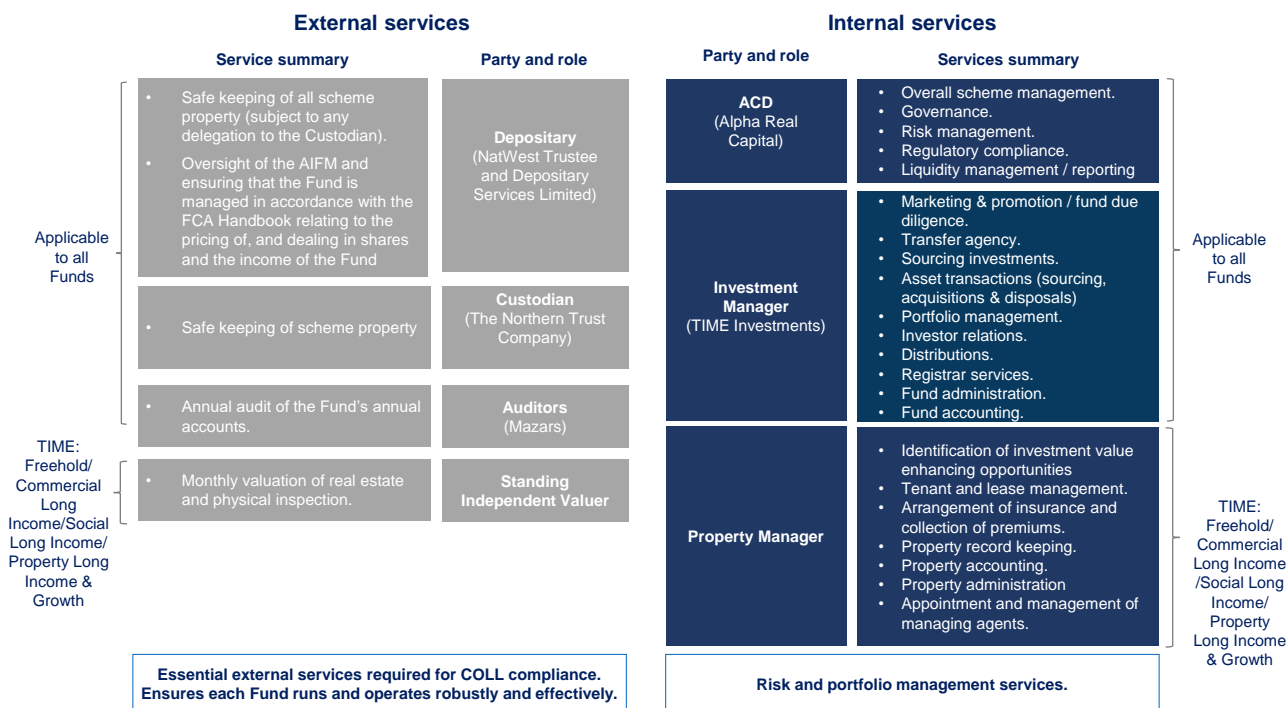 External services
Service summary
Party and role
Applicable
to all
Funds
• Safe keeping of all scheme
property (subject to any
delegation to the Custodian).
• Oversight of the AIFM and
ensuring that the Fund is
managed in accordance with the
FCA Handbook relating to the
pricing of, and dealing in shares
and the income of the Fund
Depositary
(NatWest Trustee
and Depositary
Services Limited)
• Safe keeping of scheme property
Custodian
(The Northern Trust
Company)
• Annual audit of the Fund's annual
accounts.
Auditors
(Mazars)
TIME:
Freehold/
Commercial
Long
Income/Social
Long Income/
Property Long
Income &
Growth
• Monthly valuation of real estate
and physical inspection.
Standing
Independent Valuer
Essential external services required for COLL compliance.
Ensures each Fund runs and operates robustly and effectively.
Internal services
Party and role
Services summary
ACD
(Alpha Real
Capital)
• Overall scheme management.
• Governance.
• Risk management.
• Regulatory compliance.
• Liquidity management / reporting
Investment
Manager
(TIME Investments)
• Marketing & promotion / fund due
diligence.
• Transfer agency.
• Sourcing investments.
• Asset transactions (sourcing,
acquisitions & disposals)
• Portfolio management.
• Investor relations.
• Distributions.
• Registrar services.
• Fund administration.
• Fund accounting.
Applicable
to all
Funds
Property Manager
• Identification of investment value
enhancing opportunities
• Tenant and lease management.
• Arrangement of insurance and
collection of premiums.
• Property record keeping.
• Property accounting.
• Property administration
• Appointment and management of
managing agents.
TIME:
Freehold/
Commercial
Long Income
/Social Long
Income/
Property
Long Income
& Growth
Risk and portfolio management services.